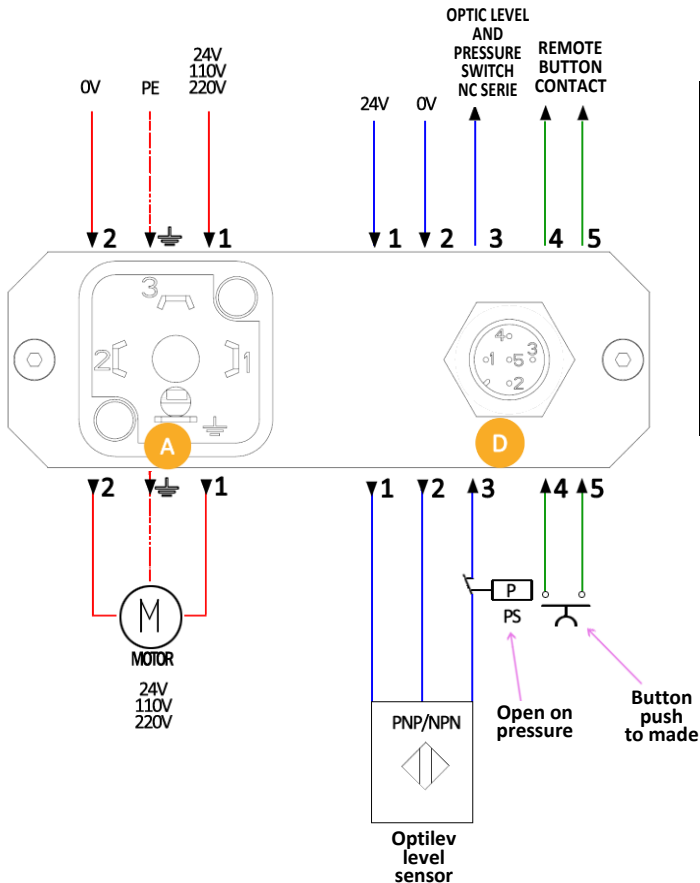 OPTIC LEVEL
AND
PRESSURE
SWITCH
NC SERIE
REMOTE
BUTTON
CONTACT
0V
PE
24V
110V
220V
24V
0V
2
1
1
2
3
4
5
3
2
1
4
1
5
3
2
A
D
2
1
1
2
3
4
5
M
MOTOR
24V
110V
220V
P
PS
PNP/NPN
Open on
pressure
Button
push
to made
Optilev
level
sensor